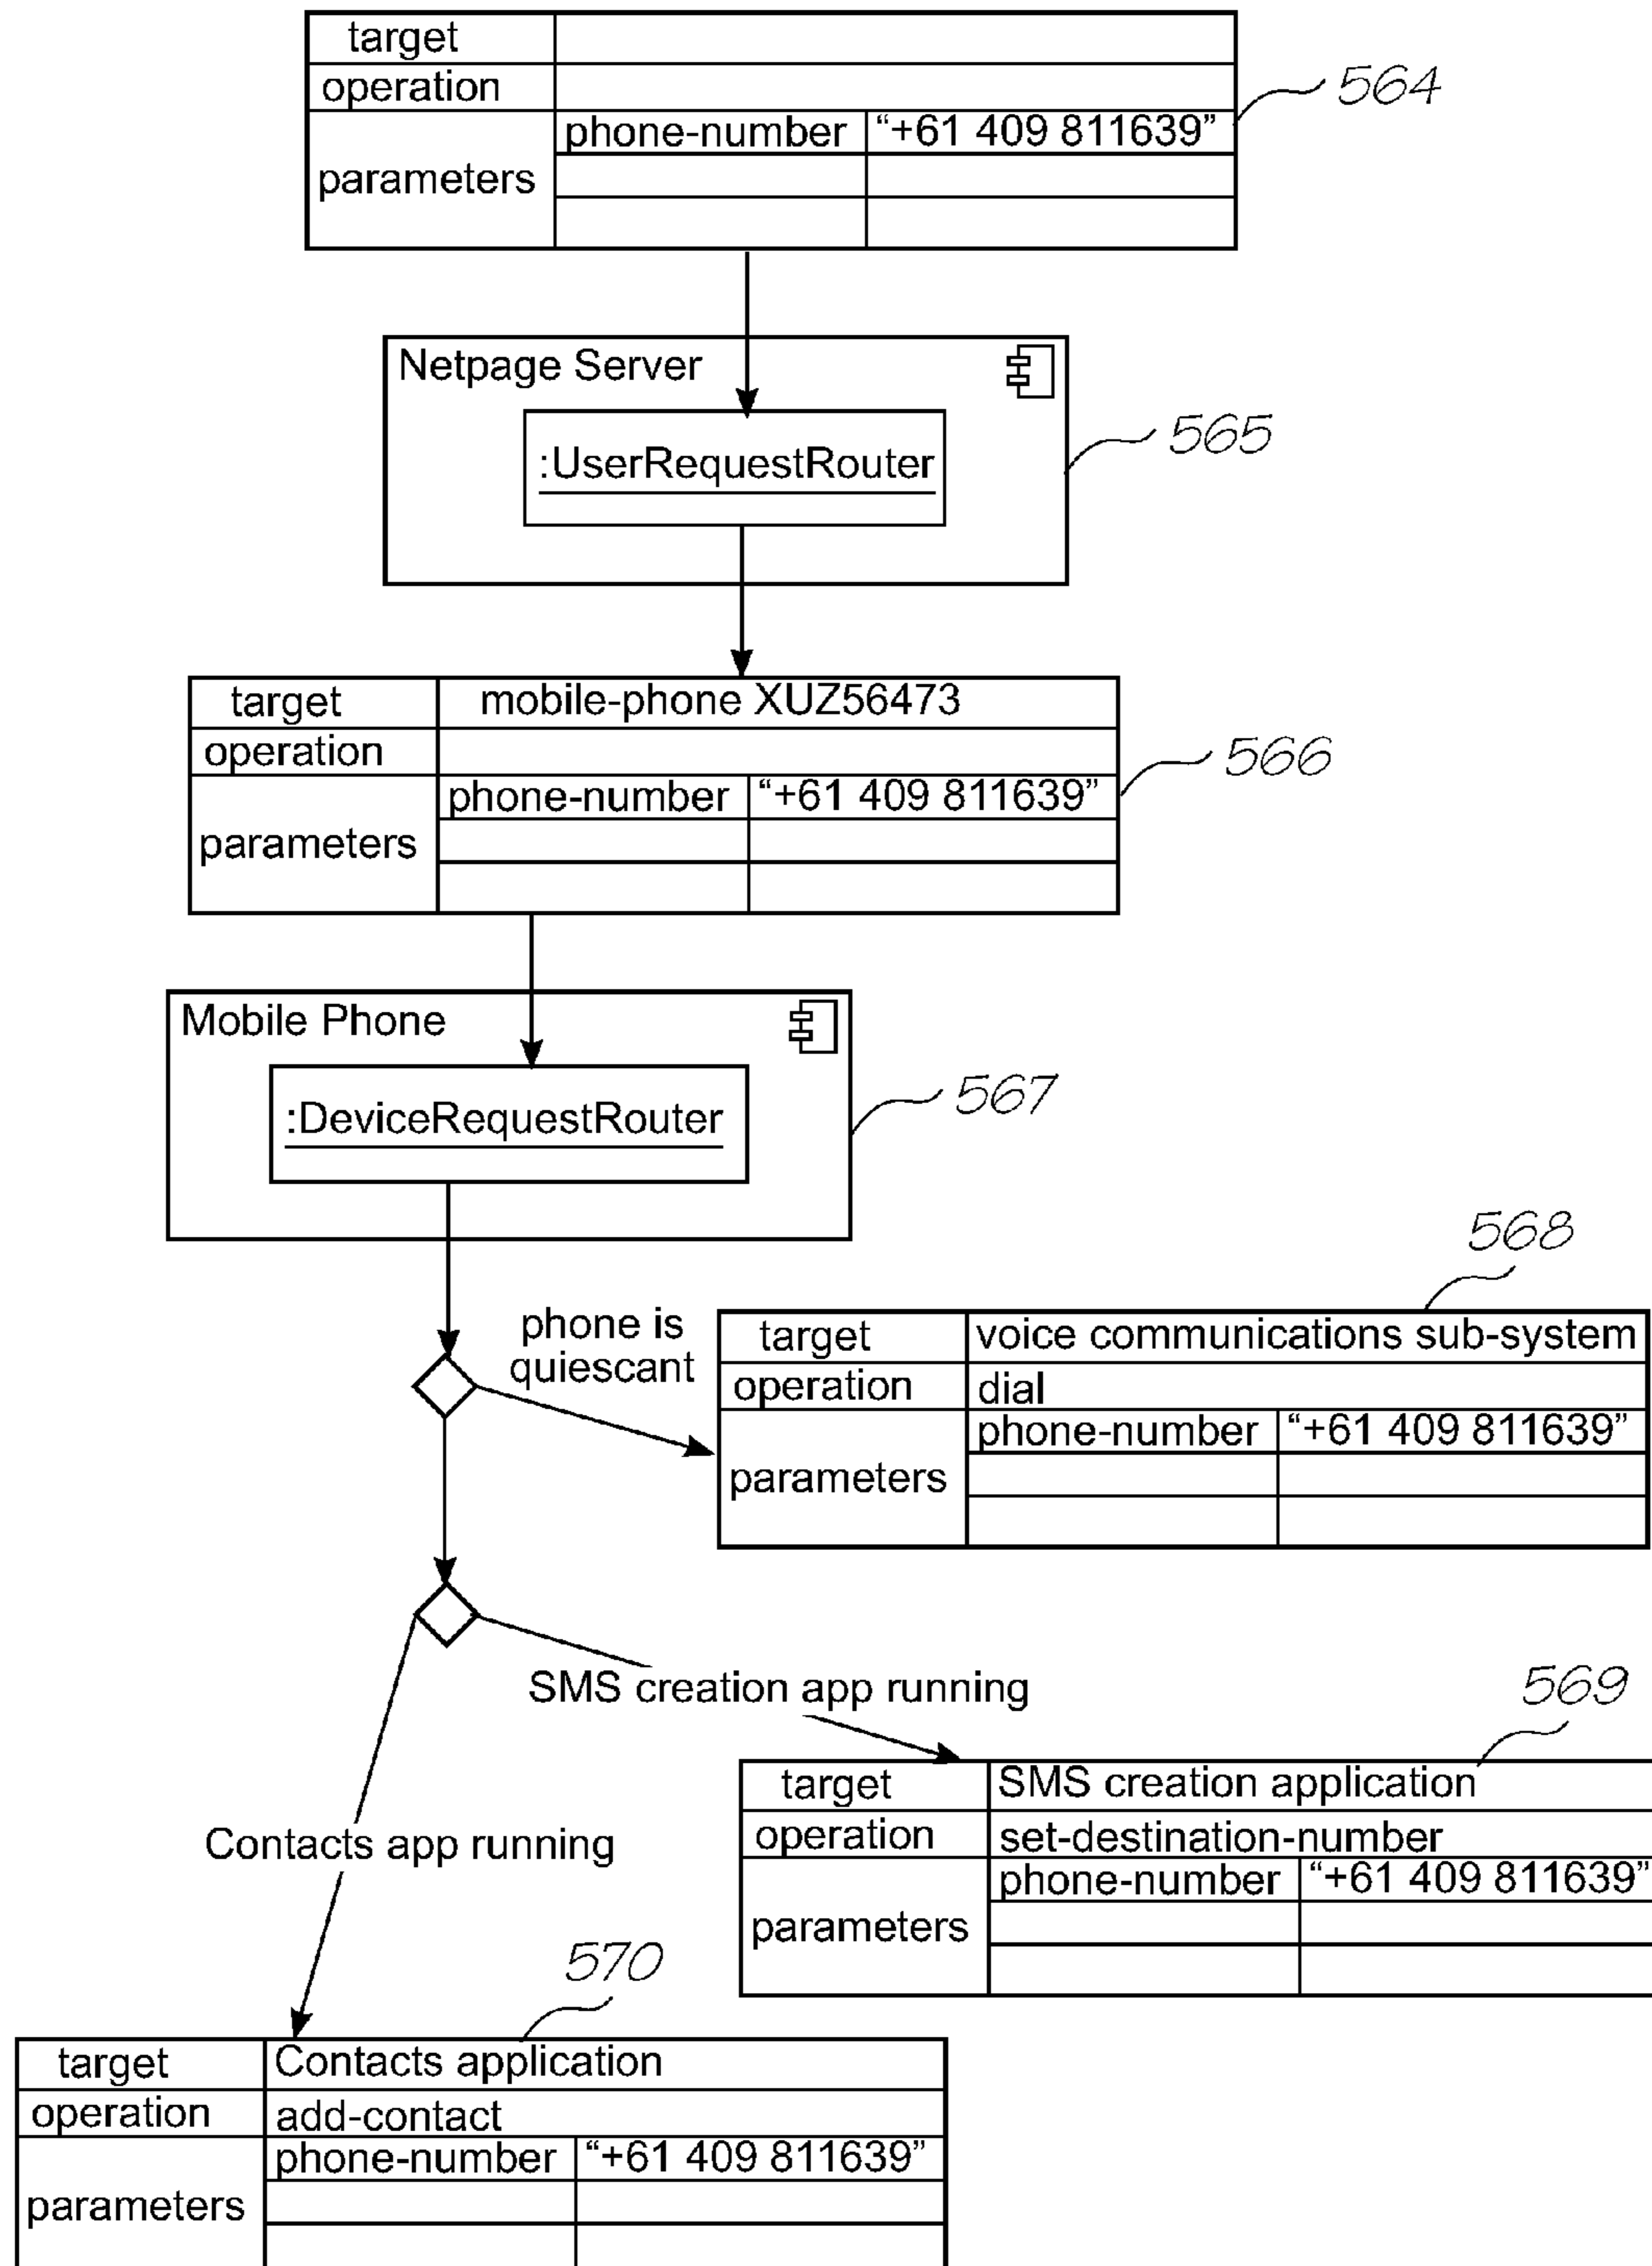 target
operation
phone-number "+61 409 811639"
parameters
564
Netpage Server
:UserRequestRouter
565
target mobile-phone XUZ56473
operation
phone-number "+61 409 811639"
parameters
566
Mobile Phone
:DeviceRequestRouter
567
phone is
quiescant
568
target voice communications sub-system
operation dial
phone-number "+61 409 811639"
parameters
SMS creation app running
569
target SMS creation application
operation set-destination-number
phone-number "+61 409 811639"
parameters
Contacts app running
570
target Contacts application
operation add-contact
phone-number "+61 409 811639"
parameters